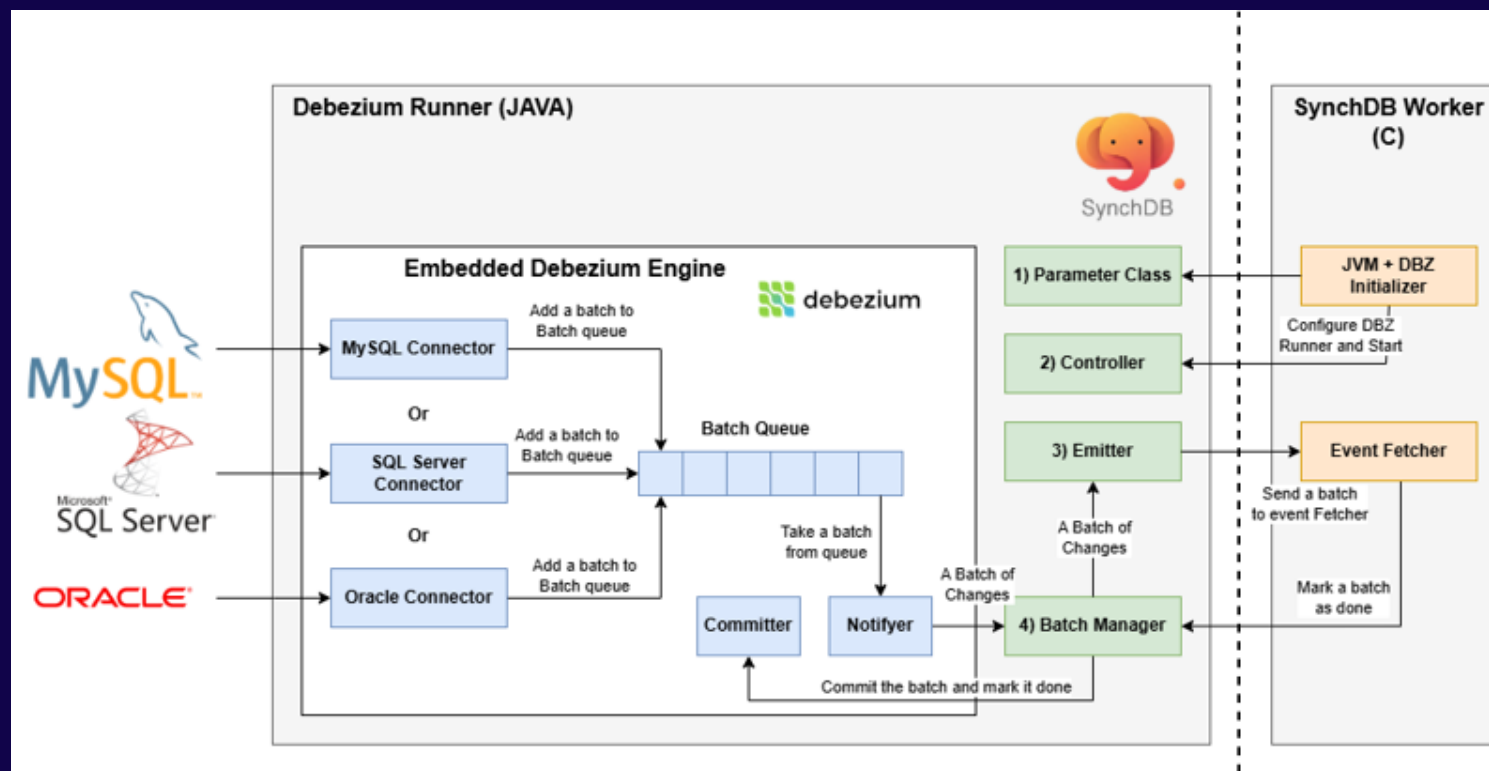 Debezium Runner (JAVA)
SynchDB Worker
(C)
SynchDB
Embedded Debezium Engine
debezium
1) Parameter Class
JVM + DBZ
Initializer
Add a batch to
Batch queue
Configure DBZ
Runner and Start
MySQL™
MySQL Connector
2) Controller
Or
Batch Queue
Add a batch to
Batch queue
SQL Server
Connector
3) Emitter
Event Fetcher
Microsoft®
SQL Server
Send a batch
to event Fetcher
Or
Take a batch
from queue
A Batch of
Changes
Add a batch to
Batch queue
A Batch of
Changes
Mark a batch
as done
ORACLE®
Oracle Connector
Committer
Notifyer
4) Batch Manager
Commit the batch and mark it done